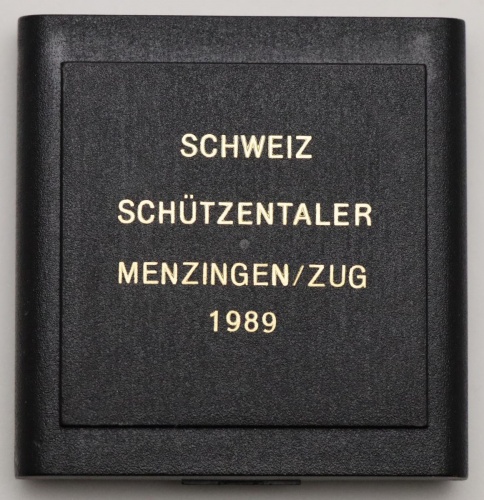 SCHWEIZ
SCHÜTZENTALER
MENZINGEN/ZUG
1989